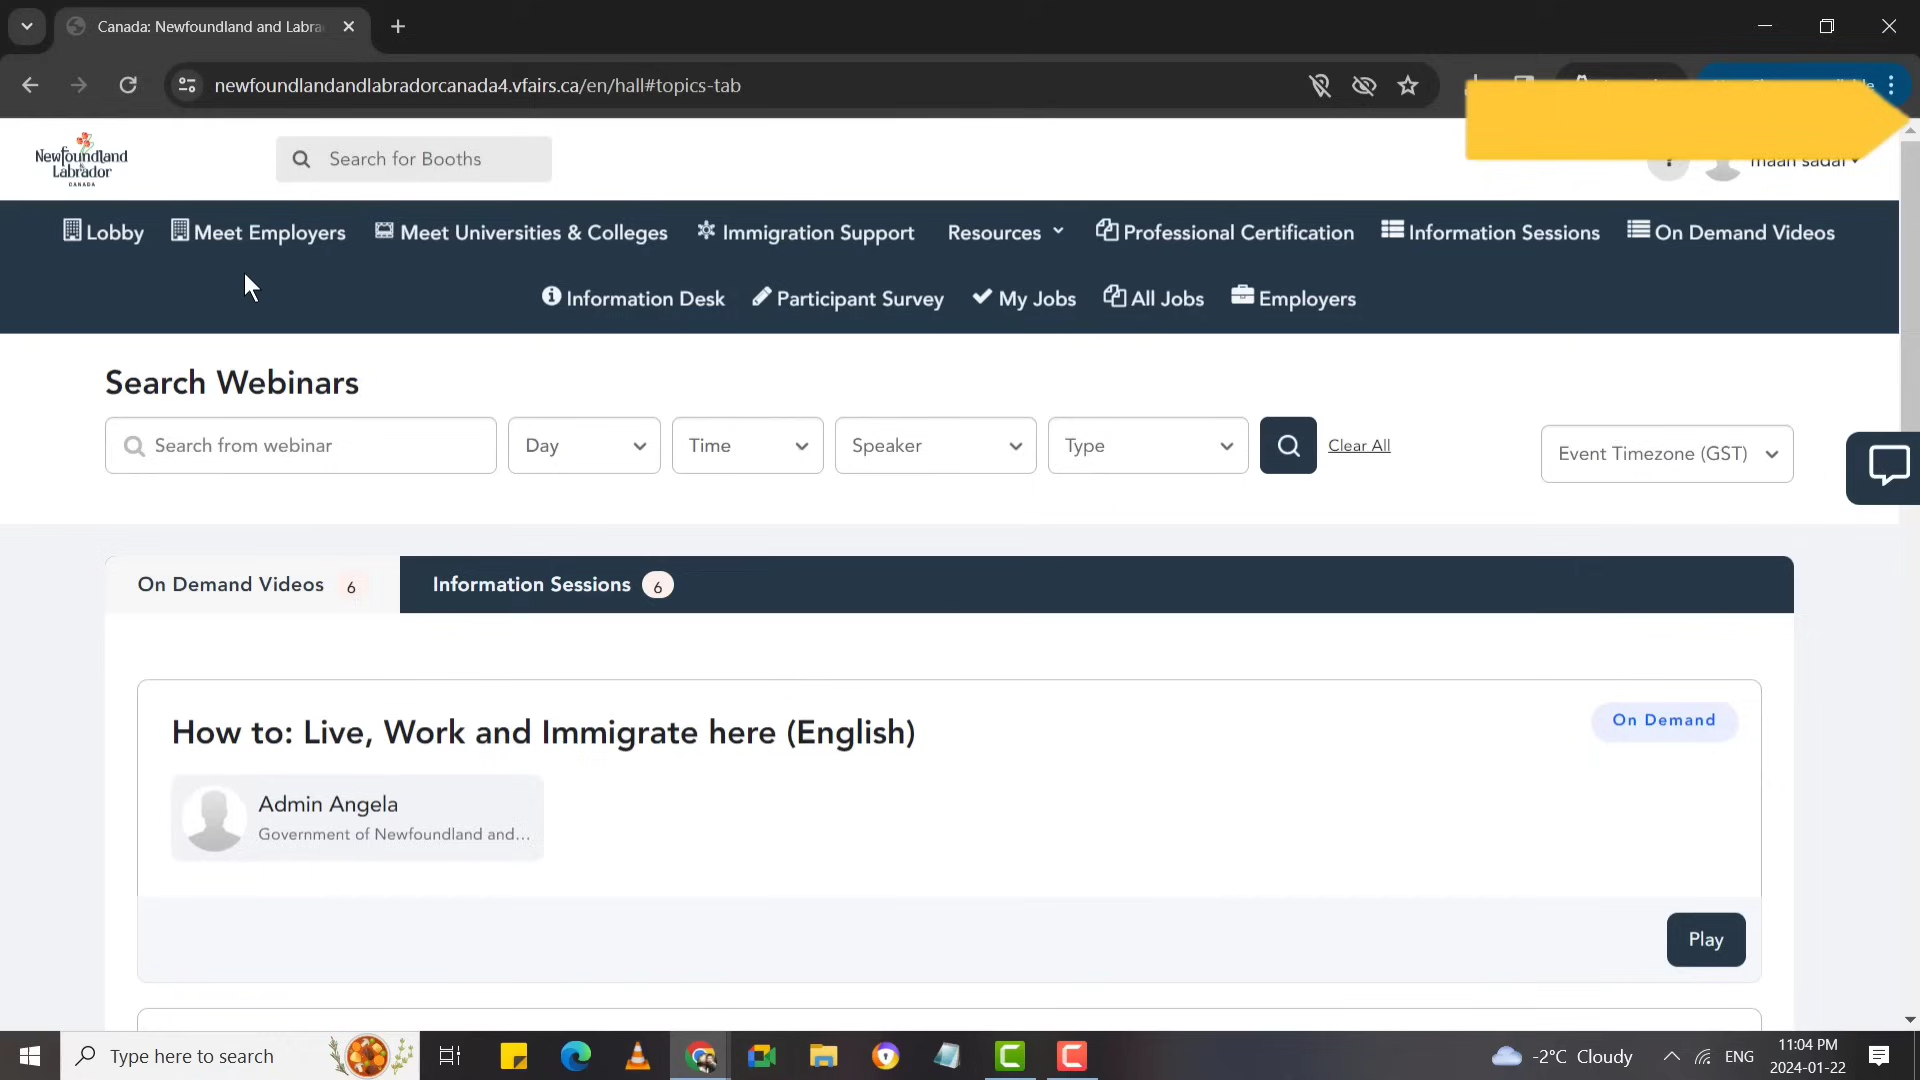 Canada: Newfoundland and Labra
newfoundlandandlabradorcanada4.vfairs.ca/en/hall#topics-tab
Newfoundland
Labrador
CANADA
Search for Booths
Lobby
Meet Employers
Meet Universities & Colleges
Immigration Support
Resources
Professional Certification
Information Sessions
On Demand Videos
Information Desk
Participant Survey
My Jobs
All Jobs
Employers
Search Webinars
Search from webinar
Day
Time
Speaker
Type
Clear All
Event Timezone (GST)
On Demand Videos 6
Information Sessions 6
How to: Live, Work and Immigrate here (English)
On Demand
Admin Angela
Government of Newfoundland and...
Play
Type here to search
-2°C Cloudy
ENG
11:04 PM
2024-01-22